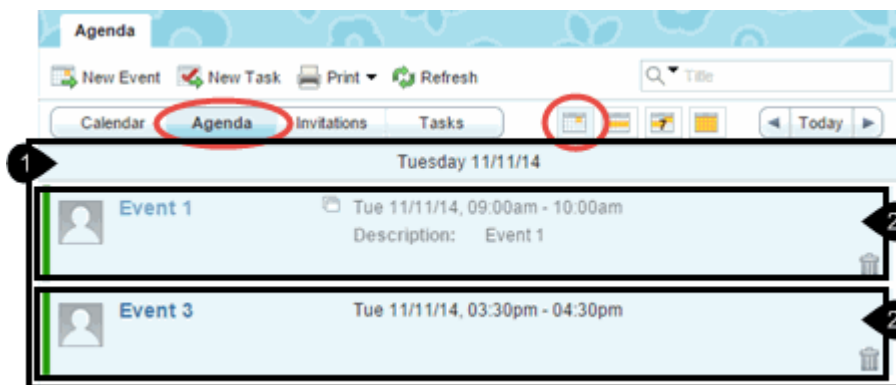 Agenda
New Event New Task Print Refresh Title
Calendar Agenda Invitations Tasks 7 Today
1
Tuesday 11/11/14
Event 1 Tue 11/11/14, 09:00am - 10:00am
Description: Event 1
2
Event 3 Tue 11/11/14, 03:30pm - 04:30pm
2